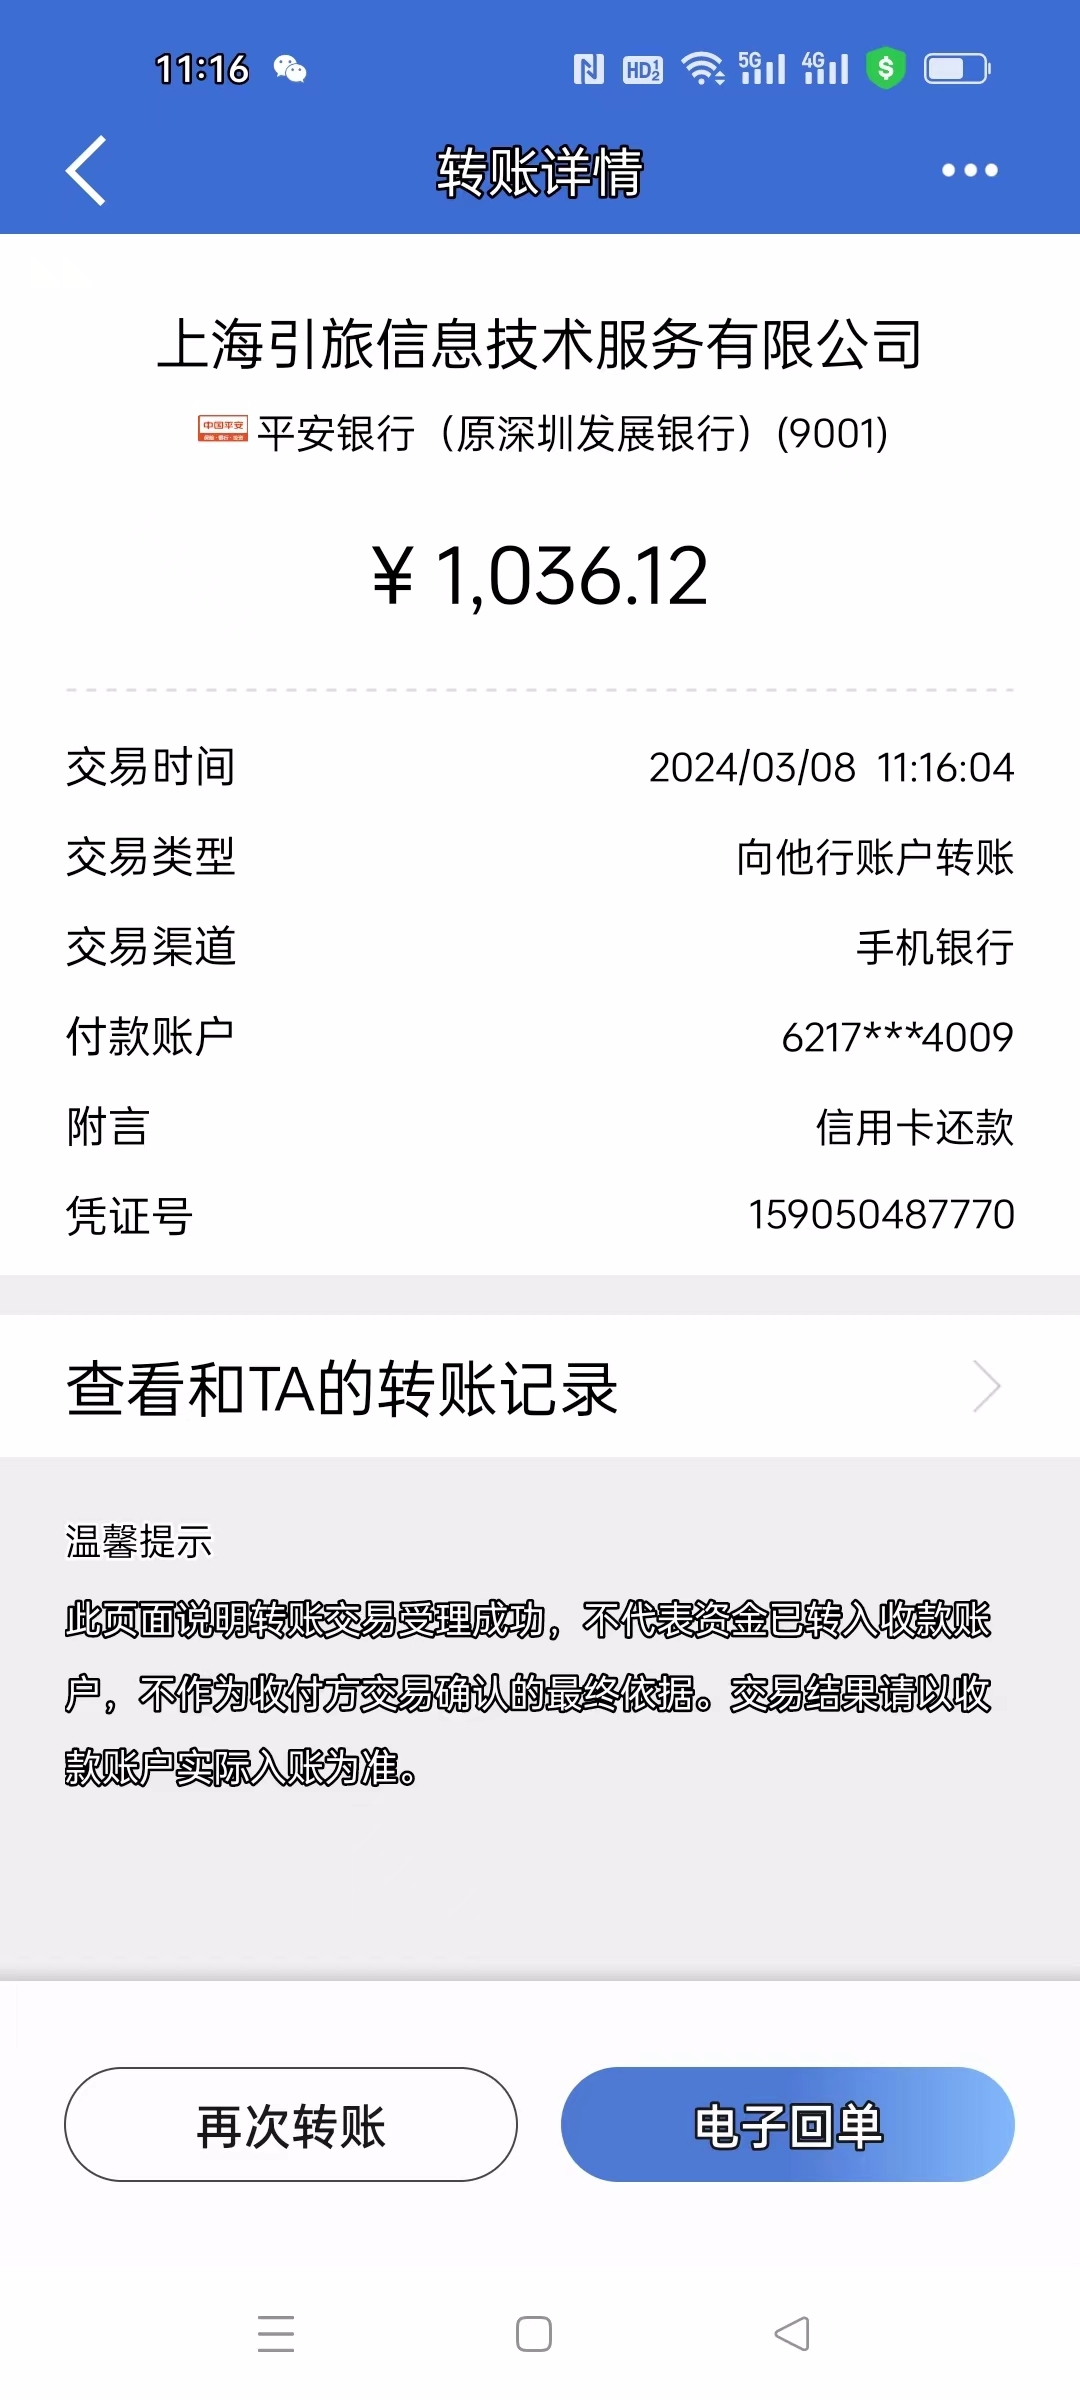 11:16
HD 1 2
5G
4G
转账详情
上海引旅信息技术服务有限公司
中国平安
平安银行（原深圳发展银行）(9001)
¥ 1,036.12
交易时间 2024/03/08 11:16:04
交易类型 向他行账户转账
交易渠道 手机银行
付款账户 6217***4009
附言 信用卡还款
凭证号 159050487770
查看和TA的转账记录
温馨提示
此页面说明转账交易受理成功，不代表资金已转入收款账
户，不作为收付方交易确认的最终依据。交易结果请以收
款账户实际入账为准。
再次转账
电子回单